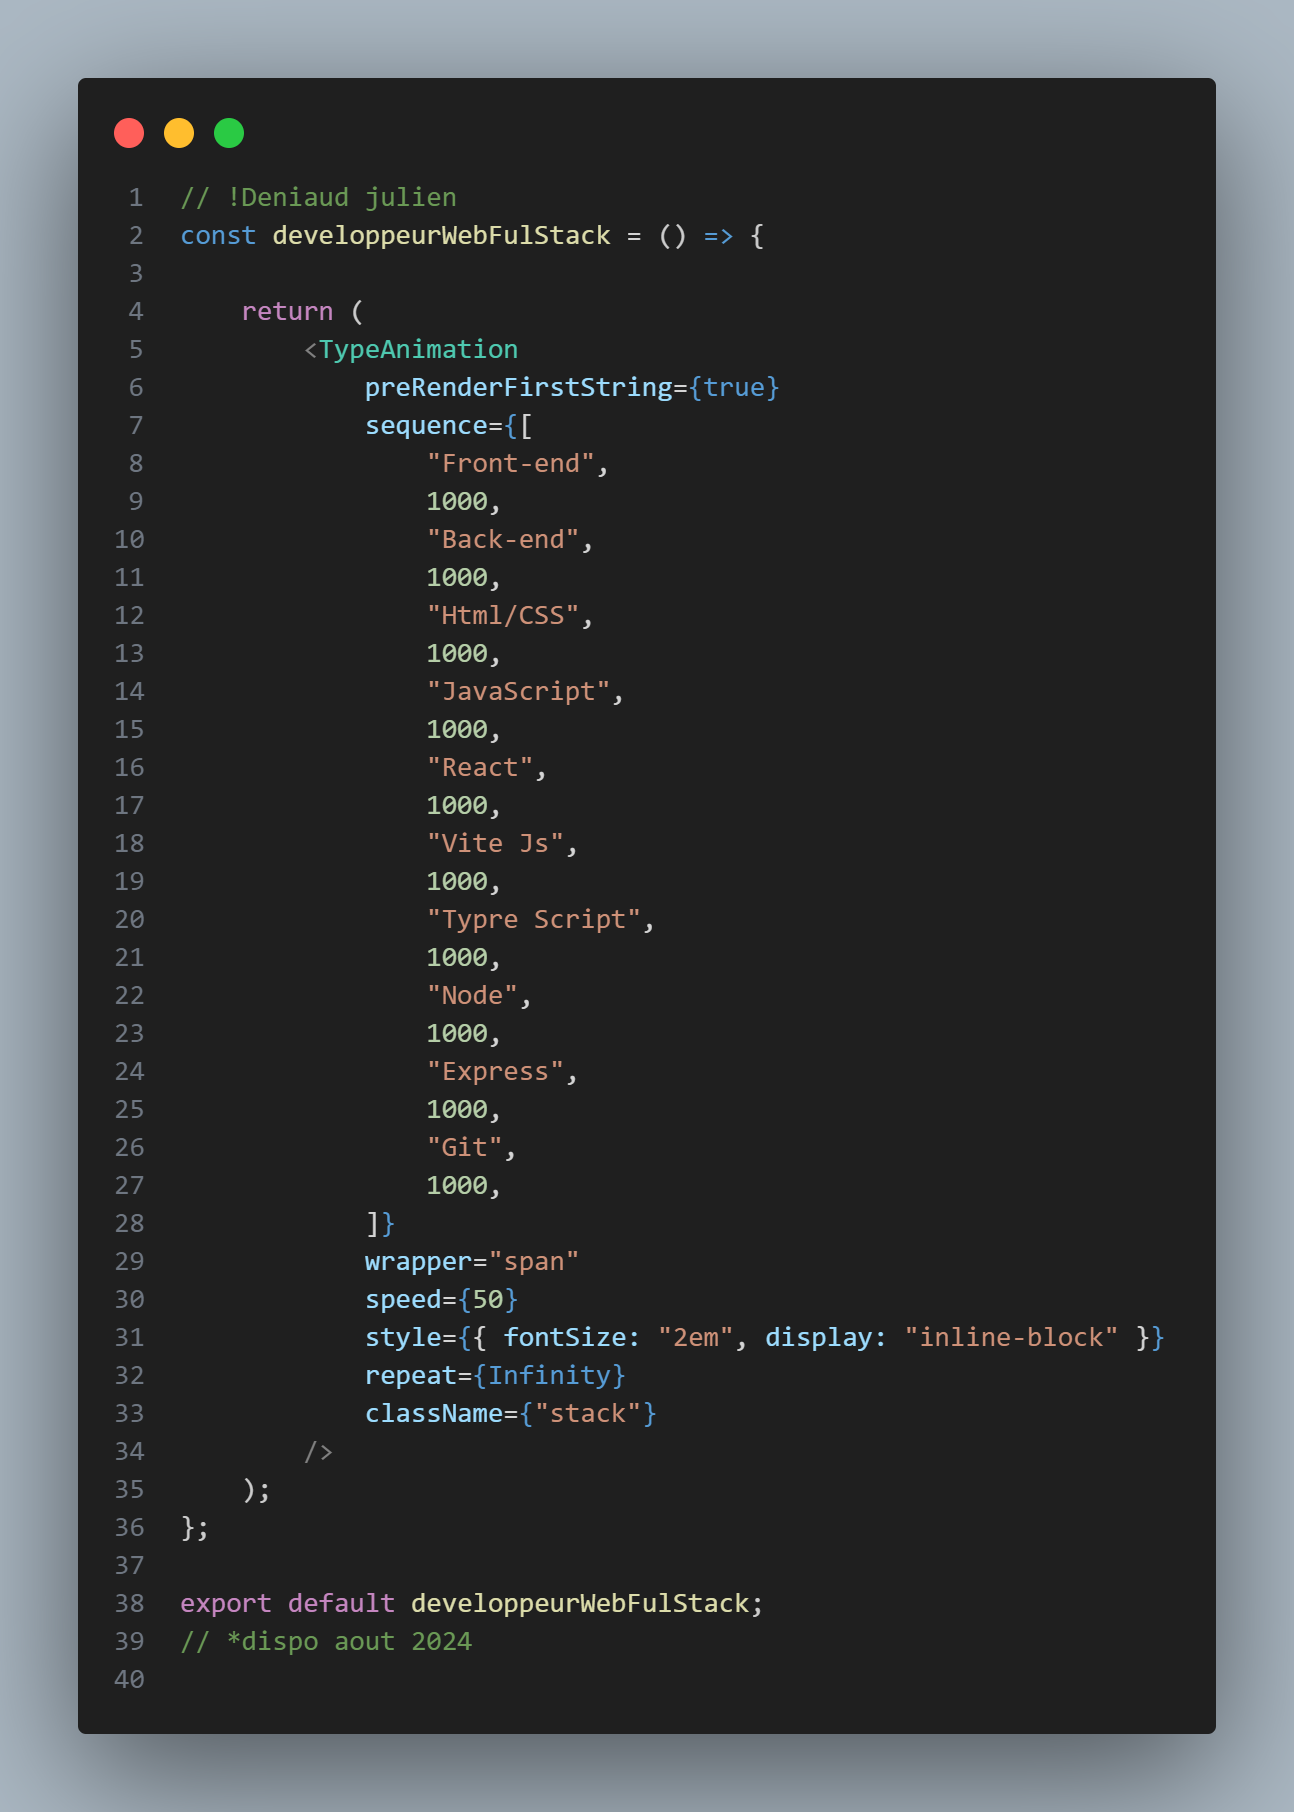 1 // !Deniaud julien
2 const developpeurWebFulStack = () => {
3
4     return (
5         <TypeAnimation
6             preRenderFirstString={true}
7             sequence={[
8                 "Front-end",
9                 1000,
10                 "Back-end",
11                 1000,
12                 "Html/CSS",
13                 1000,
14                 "JavaScript",
15                 1000,
16                 "React",
17                 1000,
18                 "Vite Js",
19                 1000,
20                 "Typre Script",
21                 1000,
22                 "Node",
23                 1000,
24                 "Express",
25                 1000,
26                 "Git",
27                 1000,
28             ]}
29             wrapper="span"
30             speed={50}
31             style={{ fontSize: "2em", display: "inline-block" }}
32             repeat={Infinity}
33             className={"stack"}
34         />
35     );
36 };
37
38 export default developpeurWebFulStack;
39 // *dispo aout 2024
40